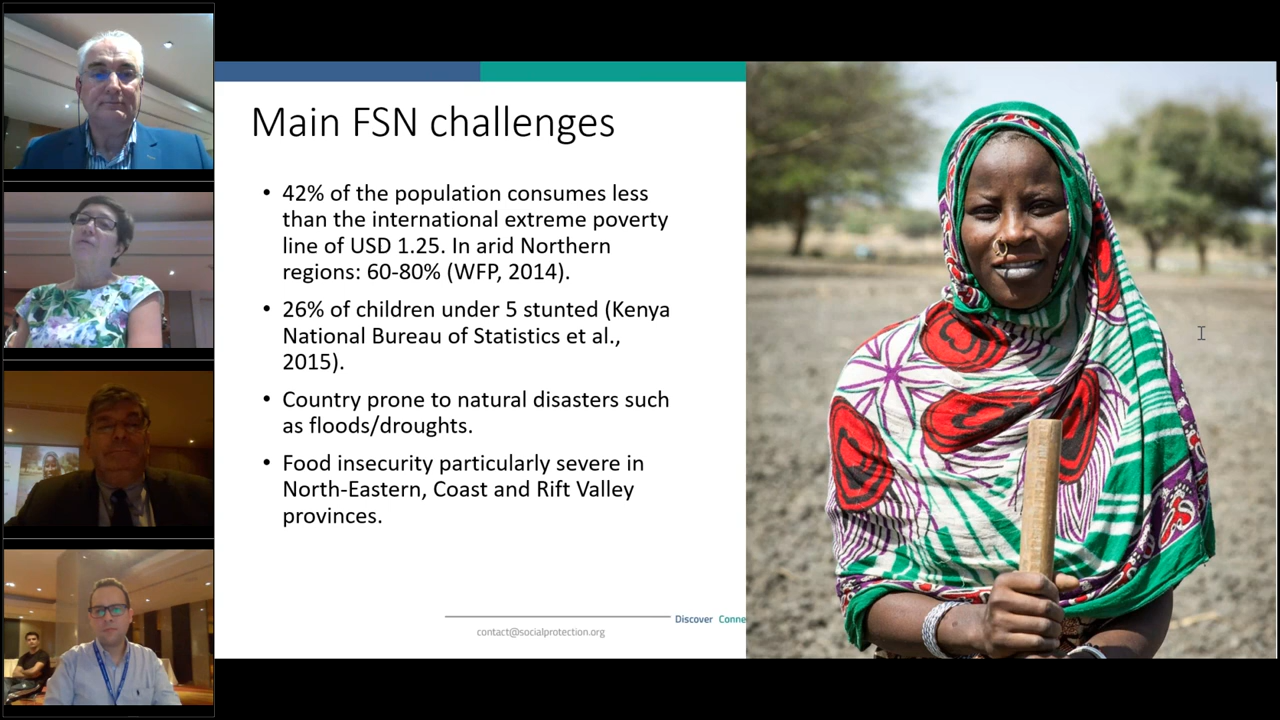 Main FSN challenges
• 42% of the population consumes less
than the international extreme poverty
line of USD 1.25. In arid Northern
regions: 60-80% (WFP, 2014).
• 26% of children under 5 stunted (Kenya
National Bureau of Statistics et al.,
2015).
• Country prone to natural disasters such
as floods/droughts.
• Food insecurity particularly severe in
North-Eastern, Coast and Rift Valley
provinces.
Discover Conne
contact@socialprotection.org